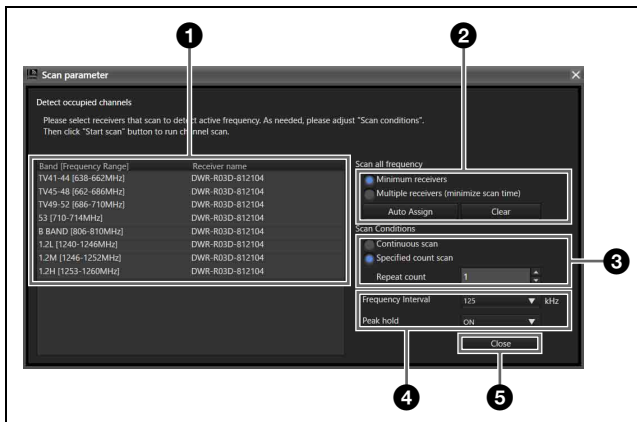 1
2
Scan parameter
Detect occupied channels
Please select receivers that scan to detect active frequency. As needed, please adjust "Scan conditions".
Then click "Start scan" button to run channel scan.
Band [Frequency Range] Receiver name
TV41-44 [638-662MHz] DWR-R03D-812104
TV45-48 [662-686MHz] DWR-R03D-812104
TV49-52 [686-710MHz] DWR-R03D-812104
53 [710-714MHz] DWR-R03D-812104
B BAND [806-810MHz] DWR-R03D-812104
1.2L [1240-1246MHz] DWR-R03D-812104
1.2M [1246-1252MHz] DWR-R03D-812104
1.2H [1253-1260MHz] DWR-R03D-812104
Scan all frequency
Minimum receivers
Multiple receivers (minimize scan time)
Auto Assign Clear
Scan Conditions
Continuous scan
Specified count scan
Repeat count 1
3
Frequency Interval 125 kHz
Peak hold ON
Close
4
5